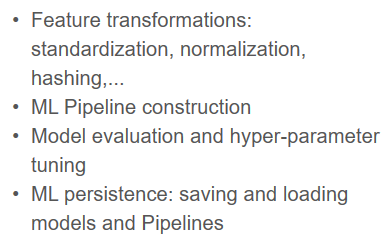 • Feature transformations:
standardization, normalization,
hashing,...
• ML Pipeline construction
• Model evaluation and hyper-parameter
tuning
• ML persistence: saving and loading
models and Pipelines